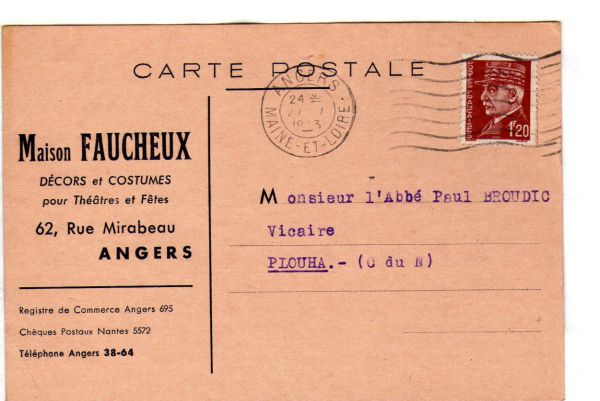 CARTE POSTALE
ANGERS
24 H
1943
MAINE-ET-LOIRE
1F20
Maison FAUCHEUX
DÉCORS et COSTUMES
pour Théâtres et Fêtes
62, Rue Mirabeau
ANGERS
Registre de Commerce Angers 695
Chèques Postaux Nantes 5572
Téléphone Angers 38-64
Monsieur l'Abbé Paul BROUDIC
Vicaire
PLOUHA.- (C du N)